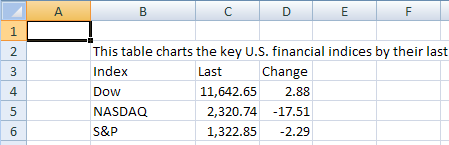 A B C D E F
1
2 This table charts the key U.S. financial indices by their last
3 Index Last Change
4 Dow 11,642.65 2.88
5 NASDAQ 2,320.74 -17.51
6 S&P 1,322.85 -2.29